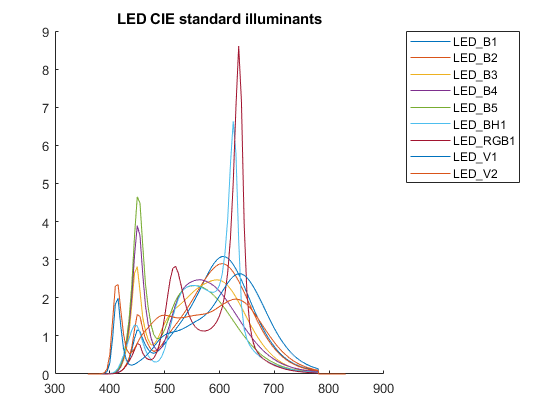 LED CIE standard illuminants
9
8
7
6
5
4
3
2
1
0
300 400 500 600 700 800 900
LED_B1
LED_B2
LED_B3
LED_B4
LED_B5
LED_BH1
LED_RGB1
LED_V1
LED_V2